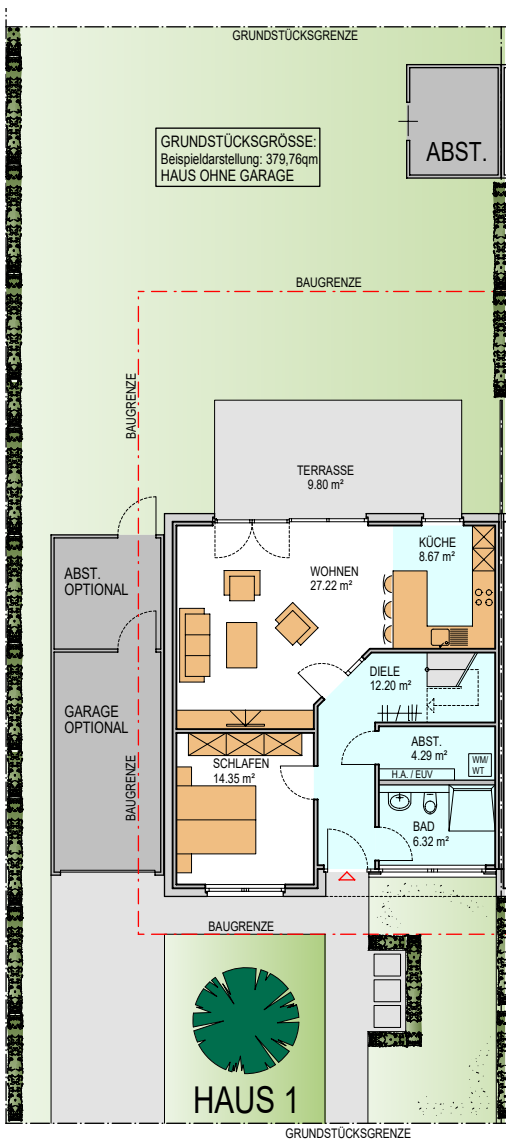 GRUNDSTÜCKSGRENZE
GRUNDSTÜCKSGRÖSSE:
Beispieldarstellung: 379,76qm
HAUS OHNE GARAGE
ABST.
BAUGRENZE
BAUGRENZE
TERRASSE
9.80 m²
KÜCHE
8.67 m²
WOHNEN
27.22 m²
ABST.
OPTIONAL
DIELE
12.20 m²
GARAGE
OPTIONAL
ABST.
4.29 m²
WM/
WT
H.A. / EUV
SCHLAFEN
14.35 m²
BAUGRENZE
BAD
6.32 m²
BAUGRENZE
HAUS 1
GRUNDSTÜCKSGRENZE